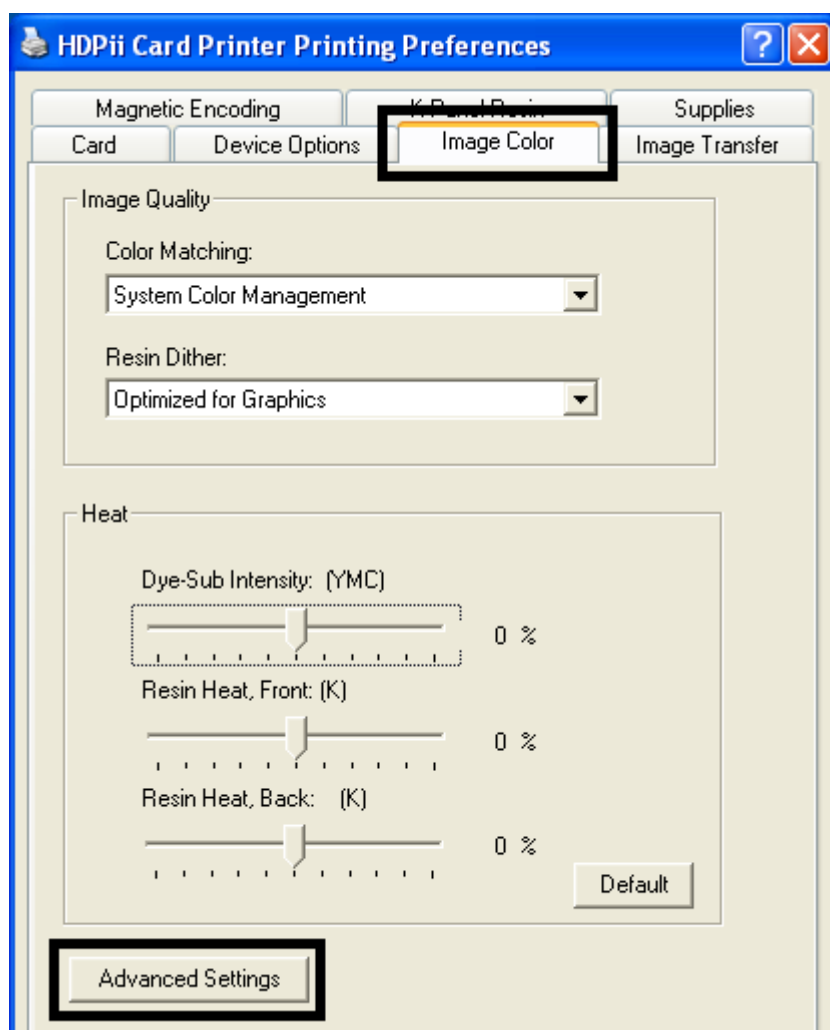 HDPii Card Printer Printing Preferences
Magnetic Encoding K Panel Resin Supplies
Card Device Options Image Color Image Transfer
Image Quality
Color Matching:
System Color Management
Resin Dither:
Optimized for Graphics
Heat
Dye-Sub Intensity: (YMC)
0 %
Resin Heat, Front: (K)
0 %
Resin Heat, Back: (K)
0 %
Default
Advanced Settings